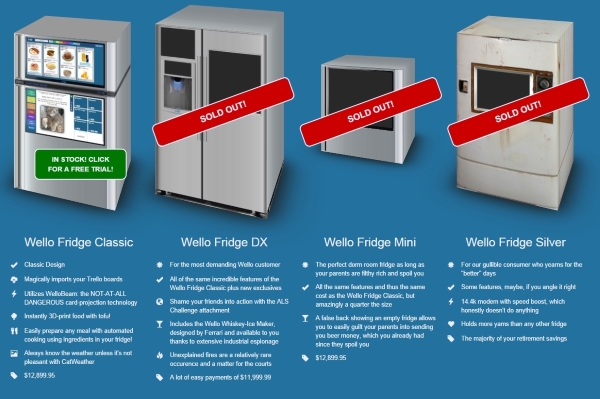 IN STOCK! CLICK
FOR A FREE TRIAL!
SOLD OUT!
SOLD OUT!
SOLD OUT!
Wello Fridge Classic
Classic Design
Magically imports your Trello boards
Utilizes WelloBeam: the NOT-AT-ALL
DANGEROUS card-projection technology
Instantly 30-print food with tofu!
Easily prepare any meal with automated
cooking using ingredients in your fridge!
Always know the weather unless it's not
pleasant with CatWeather
$12,899.95
Wello Fridge DX
For the most demanding Wello customer
All of the same incredible features of the
Wello Fridge Classic plus new exclusives
Shame your friends into action with the ALS
Challenge attachment
Includes the Wello Whiskey-Ice Maker,
designed by Ferrari and available to you
thanks to extensive industrial espionage
Unexplained fires are a relatively rare
occurence and a matter for the courts
A lot of easy payments of $11,999.99
Wello Fridge Mini
The perfect dorm room fridge as long as
your parents are filthy rich and spoil you
All the same features and thus the same
cost as the Wello Fridge Classic, but
amazingly a quarter the size
A false back showing an empty fridge allows
you to easily guilt your parents into sending
you beer money, which you already had
since they spoil you
$12,899.95
Wello Fridge Silver
For our gullible consumer who yearns for the
"better" days
Some features, maybe, if you angle it right
14.4k modem with speed boost, which
honestly doesn't do anything
Holds more yarns than any other fridge
The majority of your retirement savings